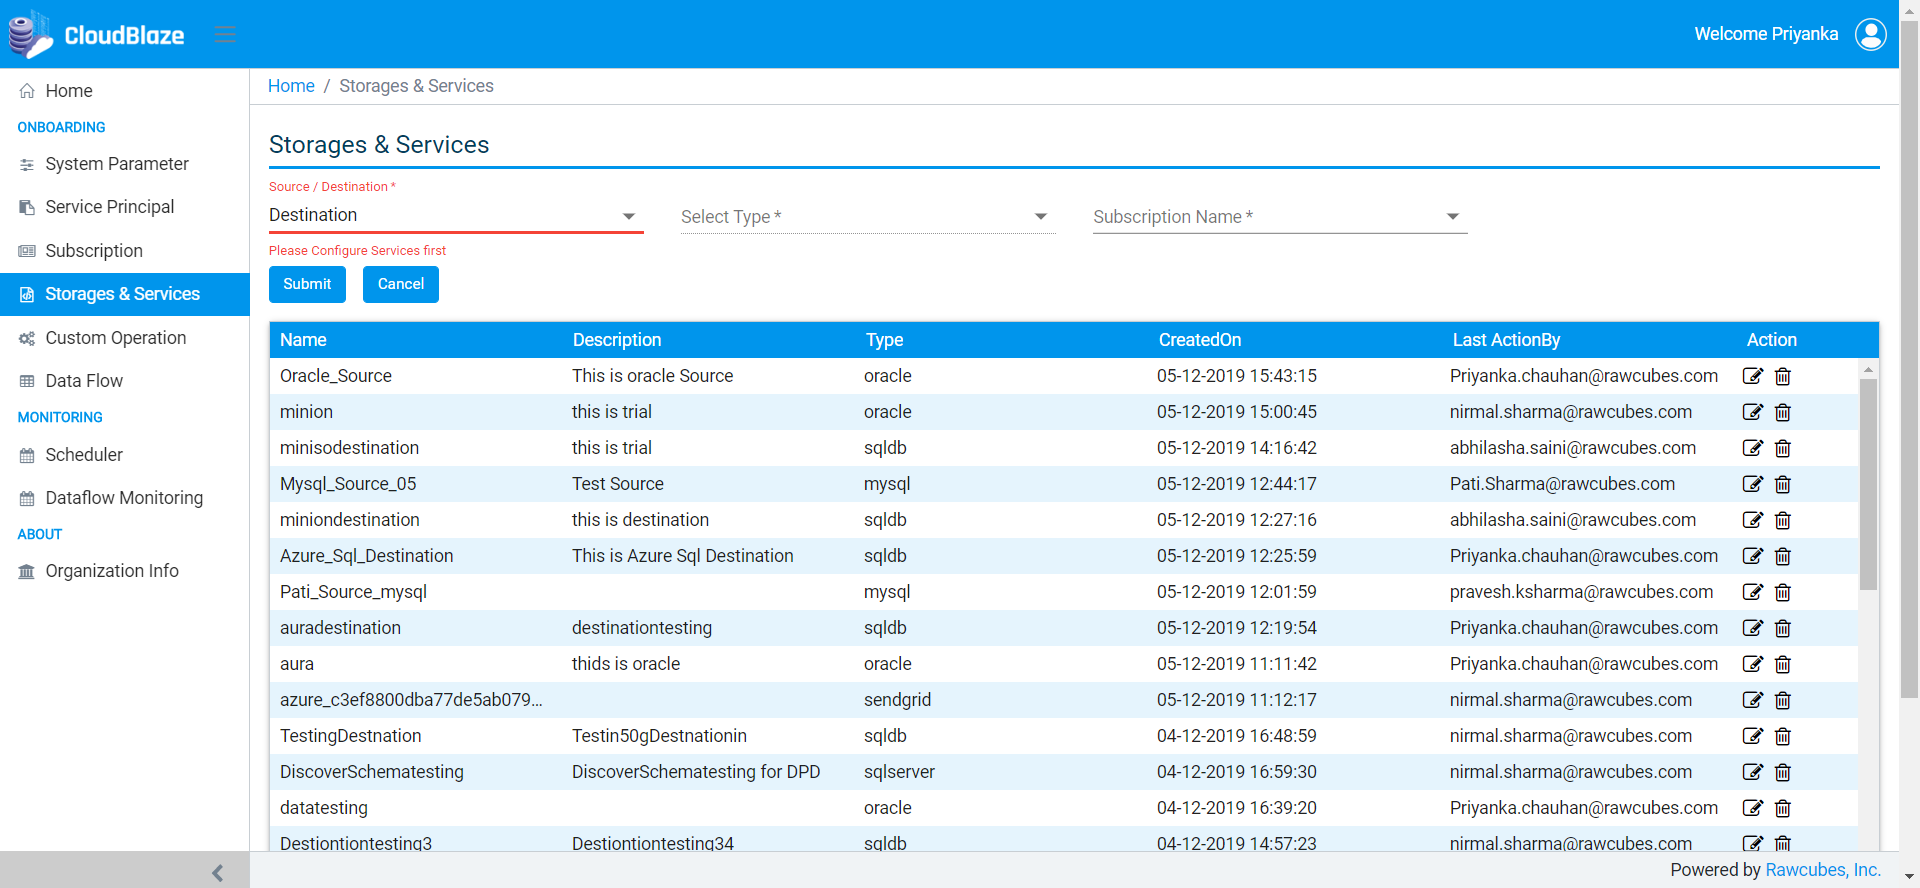 CloudBlaze
Welcome Priyanka
Home
ONBOARDING
System Parameter
Service Principal
Subscription
Storages & Services
Custom Operation
Data Flow
MONITORING
Scheduler
Dataflow Monitoring
ABOUT
Organization Info
Home / Storages & Services
Storages & Services
Source / Destination *
Destination
Select Type *
Subscription Name *
Please Configure Services first
Submit
Cancel
Name Description Type CreatedOn Last ActionBy Action
Oracle_Source This is oracle Source oracle 05-12-2019 15:43:15 Priyanka.chauhan@rawcubes.com
minion this is trial oracle 05-12-2019 15:00:45 nirmal.sharma@rawcubes.com
minisodestination this is trial sqldb 05-12-2019 14:16:42 abhilasha.saini@rawcubes.com
Mysql_Source_05 Test Source mysql 05-12-2019 12:44:17 Pati.Sharma@rawcubes.com
miniondestination this is destination sqldb 05-12-2019 12:27:16 abhilasha.saini@rawcubes.com
Azure_Sql_Destination This is Azure Sql Destination sqldb 05-12-2019 12:25:59 Priyanka.chauhan@rawcubes.com
Pati_Source_mysql mysql 05-12-2019 12:01:59 pravesh.ksharma@rawcubes.com
auradestination destinationtesting sqldb 05-12-2019 12:19:54 Priyanka.chauhan@rawcubes.com
aura thids is oracle oracle 05-12-2019 11:11:42 Priyanka.chauhan@rawcubes.com
azure_c3ef8800dba77de5ab079... sendgrid 05-12-2019 11:12:17 nirmal.sharma@rawcubes.com
TestingDestnation Testin50gDestnationin sqldb 04-12-2019 16:48:59 nirmal.sharma@rawcubes.com
DiscoverSchematesting DiscoverSchematesting for DPD sqlserver 04-12-2019 16:59:30 nirmal.sharma@rawcubes.com
datatesting oracle 04-12-2019 16:39:20 Priyanka.chauhan@rawcubes.com
Destiontiontesting3 Destiontiontesting34 sqldb 04-12-2019 14:57:23 nirmal.sharma@rawcubes.com
Powered by Rawcubes, Inc.